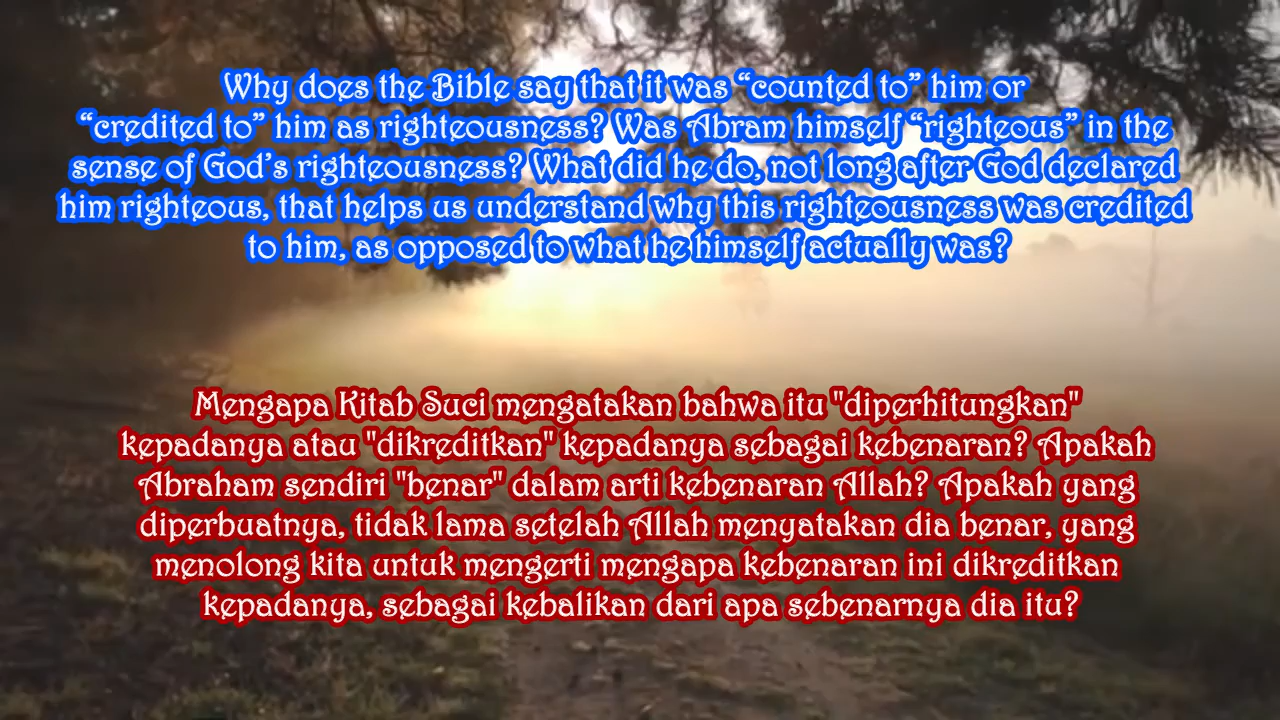 Why does the Bible say that it was “counted to” him or
“credited to” him as righteousness? Was Abram himself “righteous” in the
sense of God’s righteousness? What did he do, not long after God declared
him righteous, that helps us understand why this righteousness was credited
to him, as opposed to what he himself actually was?
Mengapa Kitab Suci mengatakan bahwa itu "diperhitungkan"
kepadanya atau "dikreditkan" kepadanya sebagai kebenaran? Apakah
Abraham sendiri "benar" dalam arti kebenaran Allah? Apakah yang
diperbuatnya, tidak lama setelah Allah menyatakan dia benar, yang
menolong kita untuk mengerti mengapa kebenaran ini dikreditkan
kepadanya, sebagai kebalikan dari apa sebenarnya dia itu?